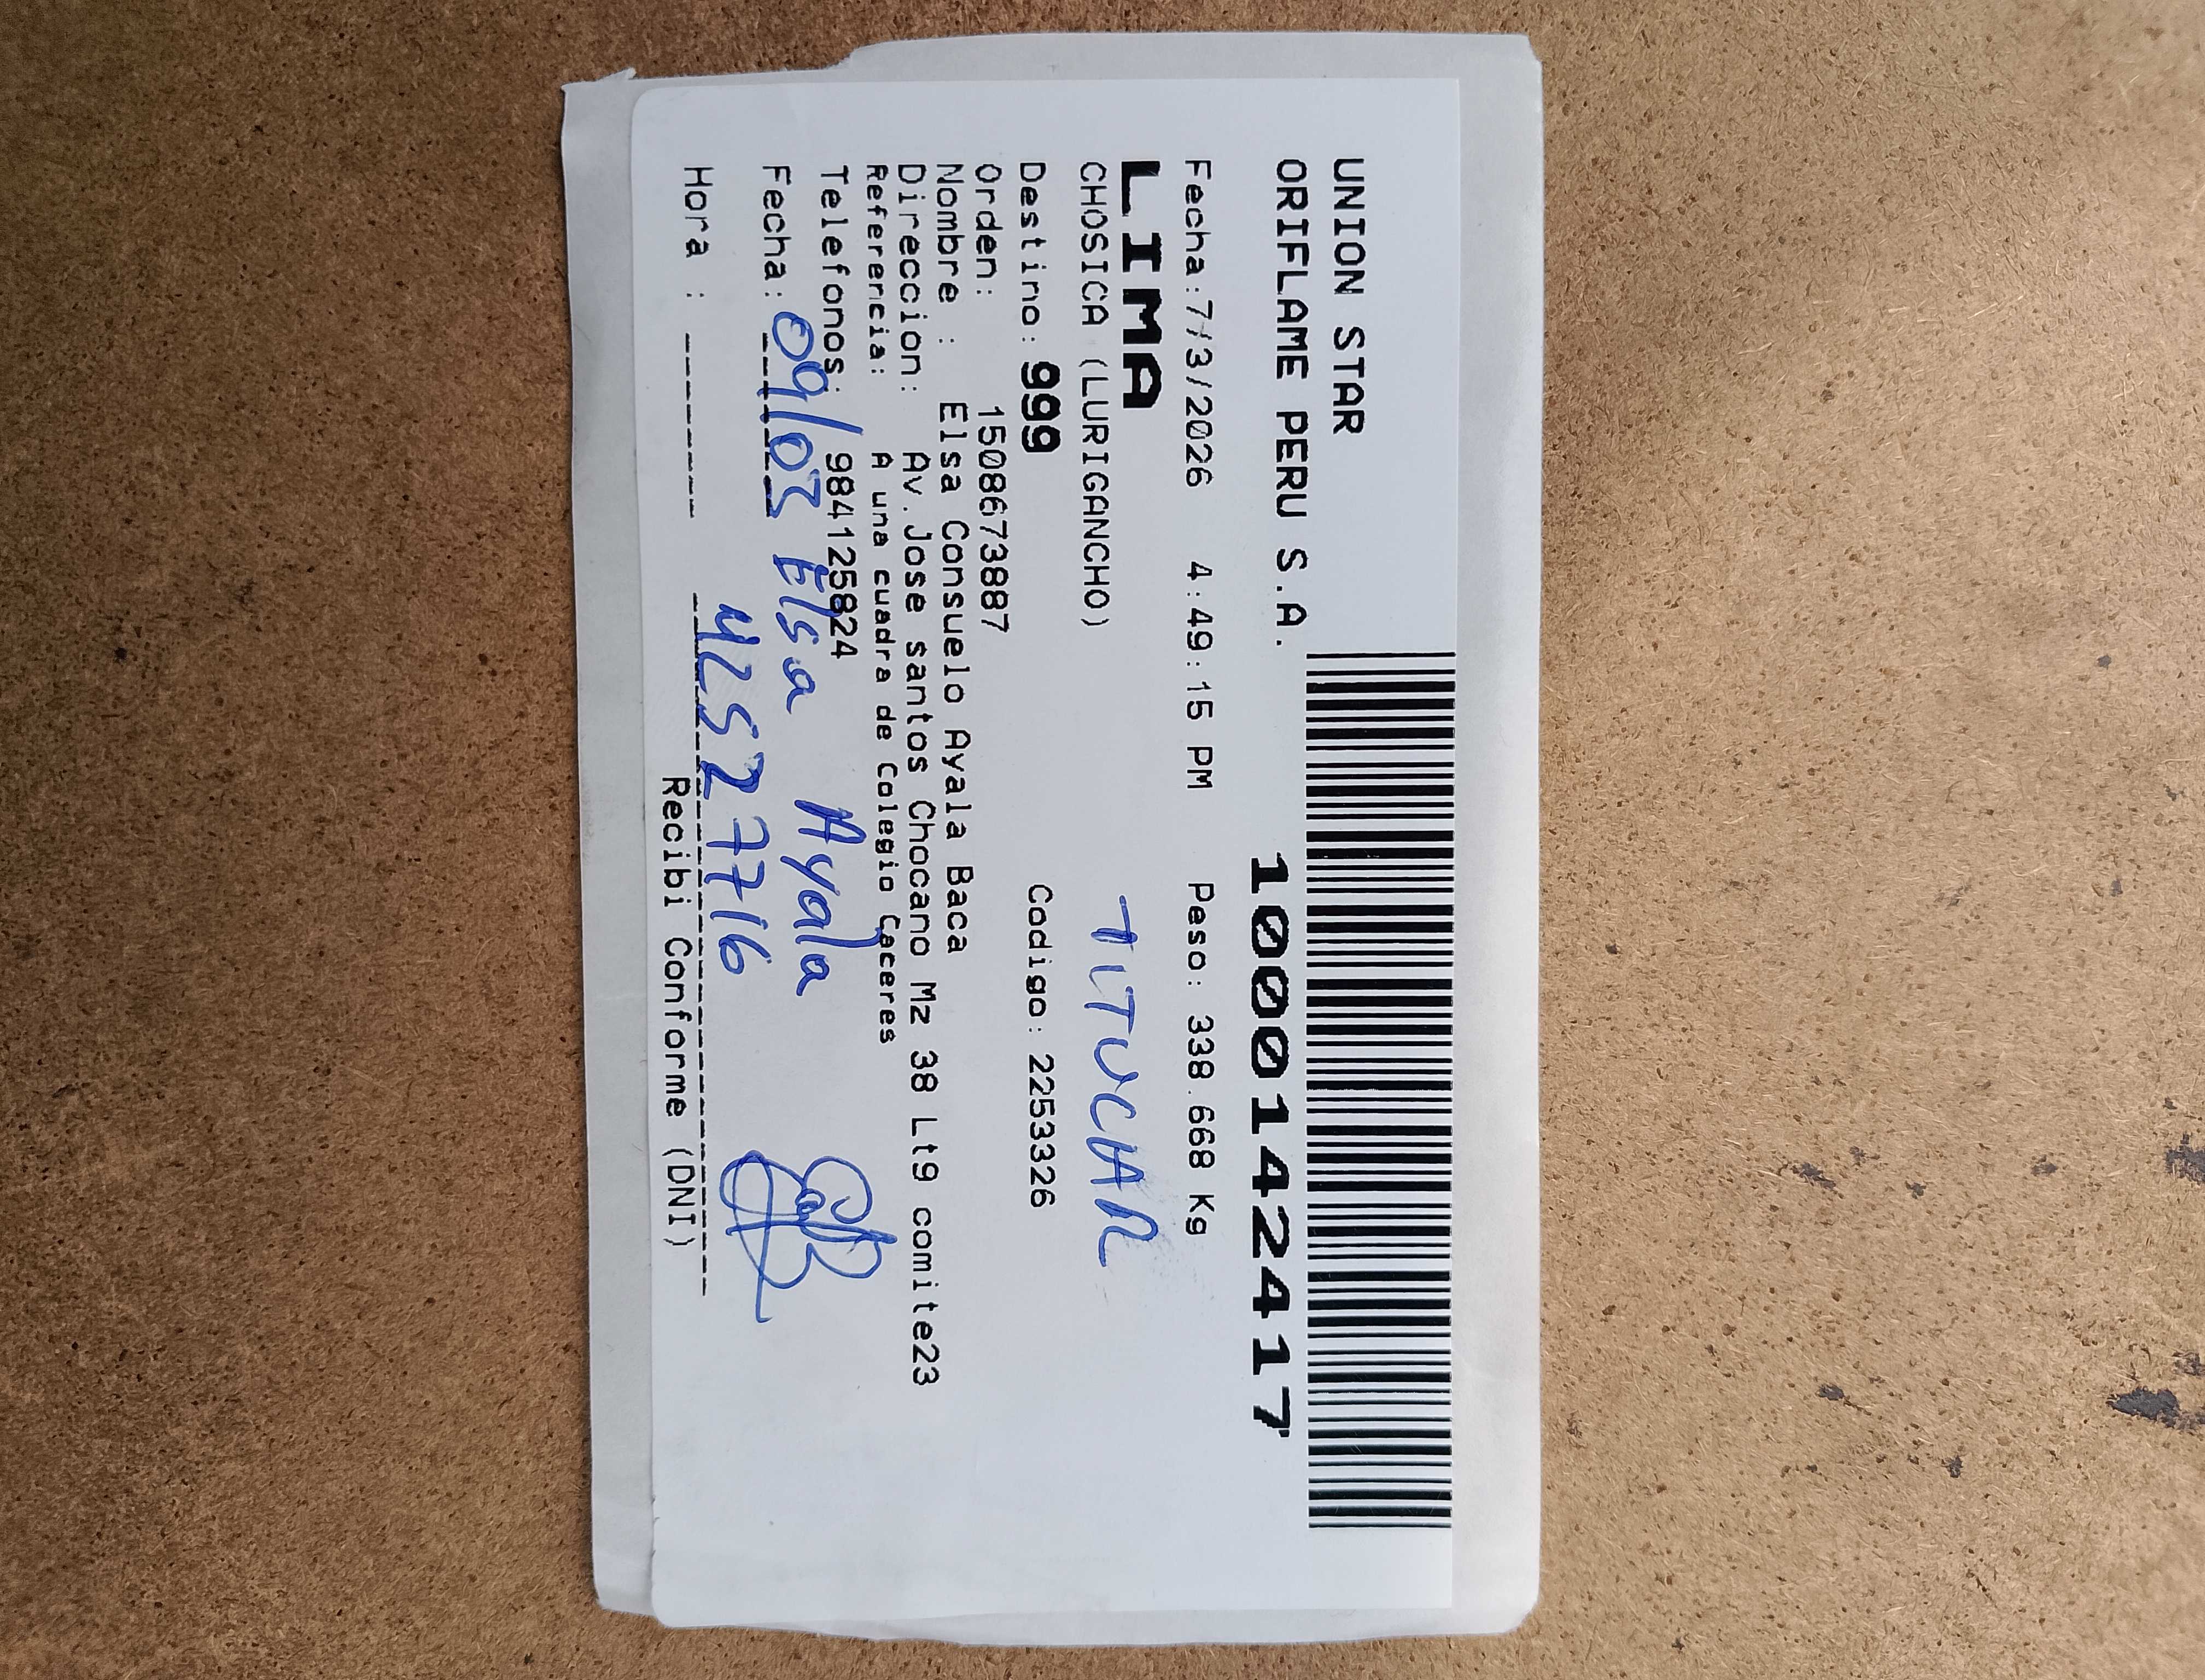 UNION STAR
ORIFLAME PERU S.A.
1000142417
Fecha:7/3/2026 4:49:15 PM Peso: 338.668 Kg
LIMA
TITUCHAR
CHOSICA (LURIGANCHO)
Destino: 999 Codigo: 2253326
Orden: 15086738​87
Nombre : Elsa Consuelo Ayala Baca
Direccion: Av.Jose santos Chocano Mz 38 Lt9 comite23
Referencia: A una cuadra de Colegio Caceres
Telefonos: 984125824
Fecha: 09/03 Elsa Ayala
Hora : 42527716
Recibi Conforme (DNI)